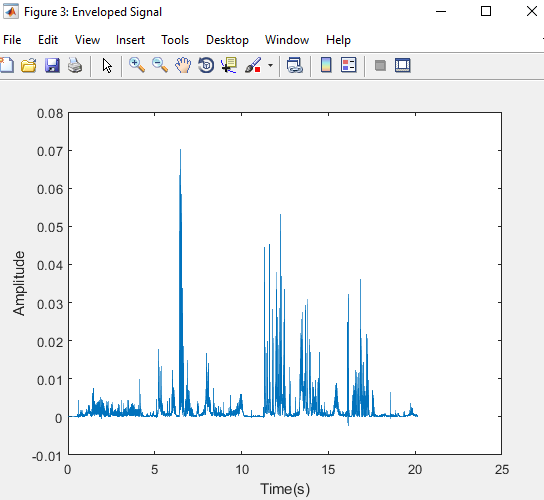 Figure 3: Enveloped Signal
File Edit View Insert Tools Desktop Window Help
Amplitude
0.08
0.07
0.06
0.05
0.04
0.03
0.02
0.01
0
-0.01
0 5 10 15 20 25
Time(s)